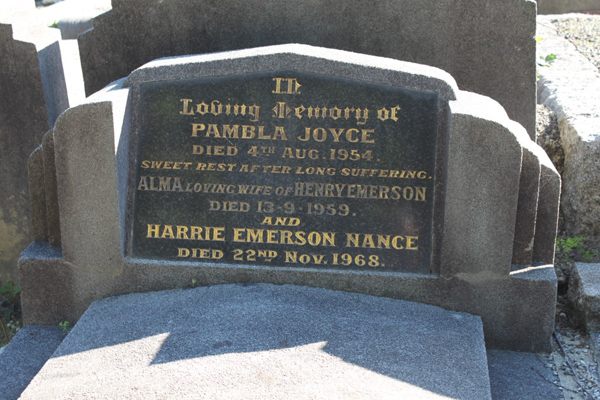 In
Loving Memory of
PAMBLA JOYCE
DIED 4TH AUG. 1954.
SWEET REST AFTER LONG SUFFERING.
ALMA LOVING WIFE OF HENRY EMERSON
DIED 13-9-1959.
AND
HARRIE EMERSON NANCE
DIED 22ND NOV. 1968.